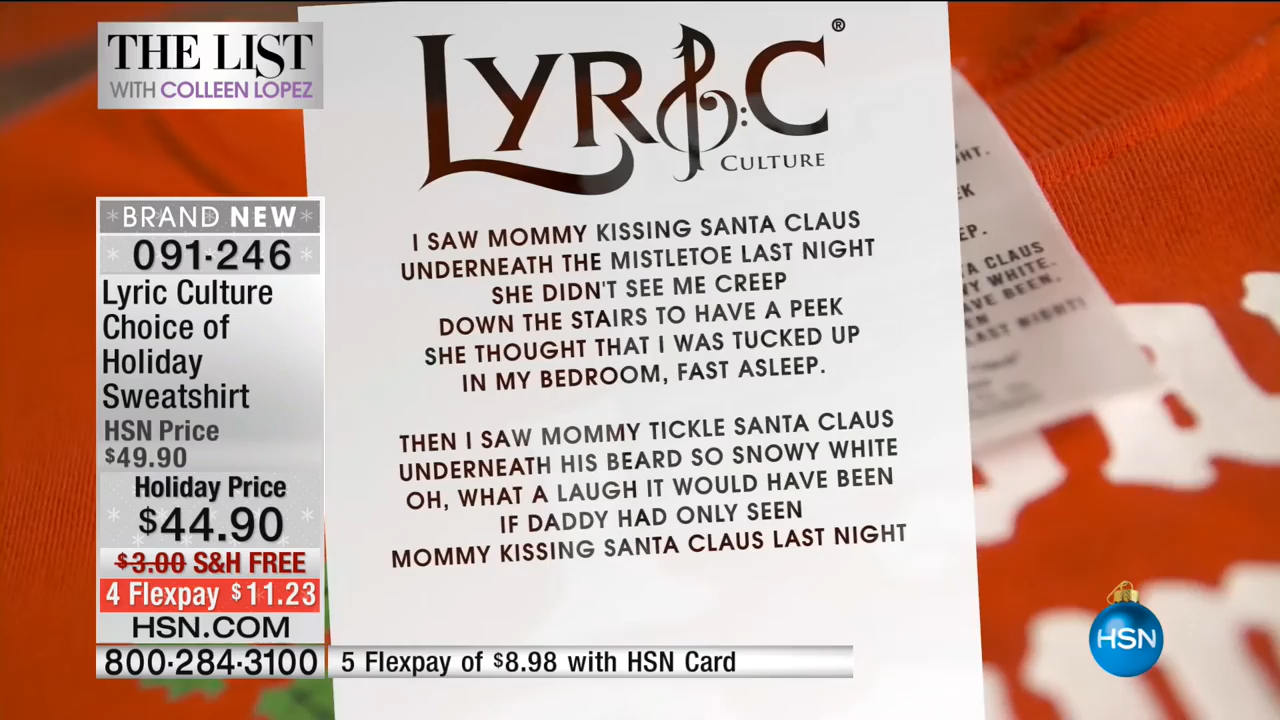 THE LIST
WITH COLLEEN LOPEZ
BRAND NEW
091·246
Lyric Culture
Choice of
Holiday
Sweatshirt
HSN Price
$49.90
Holiday Price
$44.90
$3.00 S&H FREE
4 Flexpay $11.23
HSN.COM
800·284·3100
5 Flexpay of $8.98 with HSN Card
LYRIC ®
CULTURE
I SAW MOMMY KISSING SANTA CLAUS
UNDERNEATH THE MISTLETOE LAST NIGHT
SHE DIDN'T SEE ME CREEP
DOWN THE STAIRS TO HAVE A PEEK
SHE THOUGHT THAT I WAS TUCKED UP
IN MY BEDROOM, FAST ASLEEP.
THEN I SAW MOMMY TICKLE SANTA CLAUS
UNDERNEATH HIS BEARD SO SNOWY WHITE
OH, WHAT A LAUGH IT WOULD HAVE BEEN
IF DADDY HAD ONLY SEEN
MOMMY KISSING SANTA CLAUS LAST NIGHT
CLAUS
WHITE.
BEEN,
LAST NIGHT!
HSN